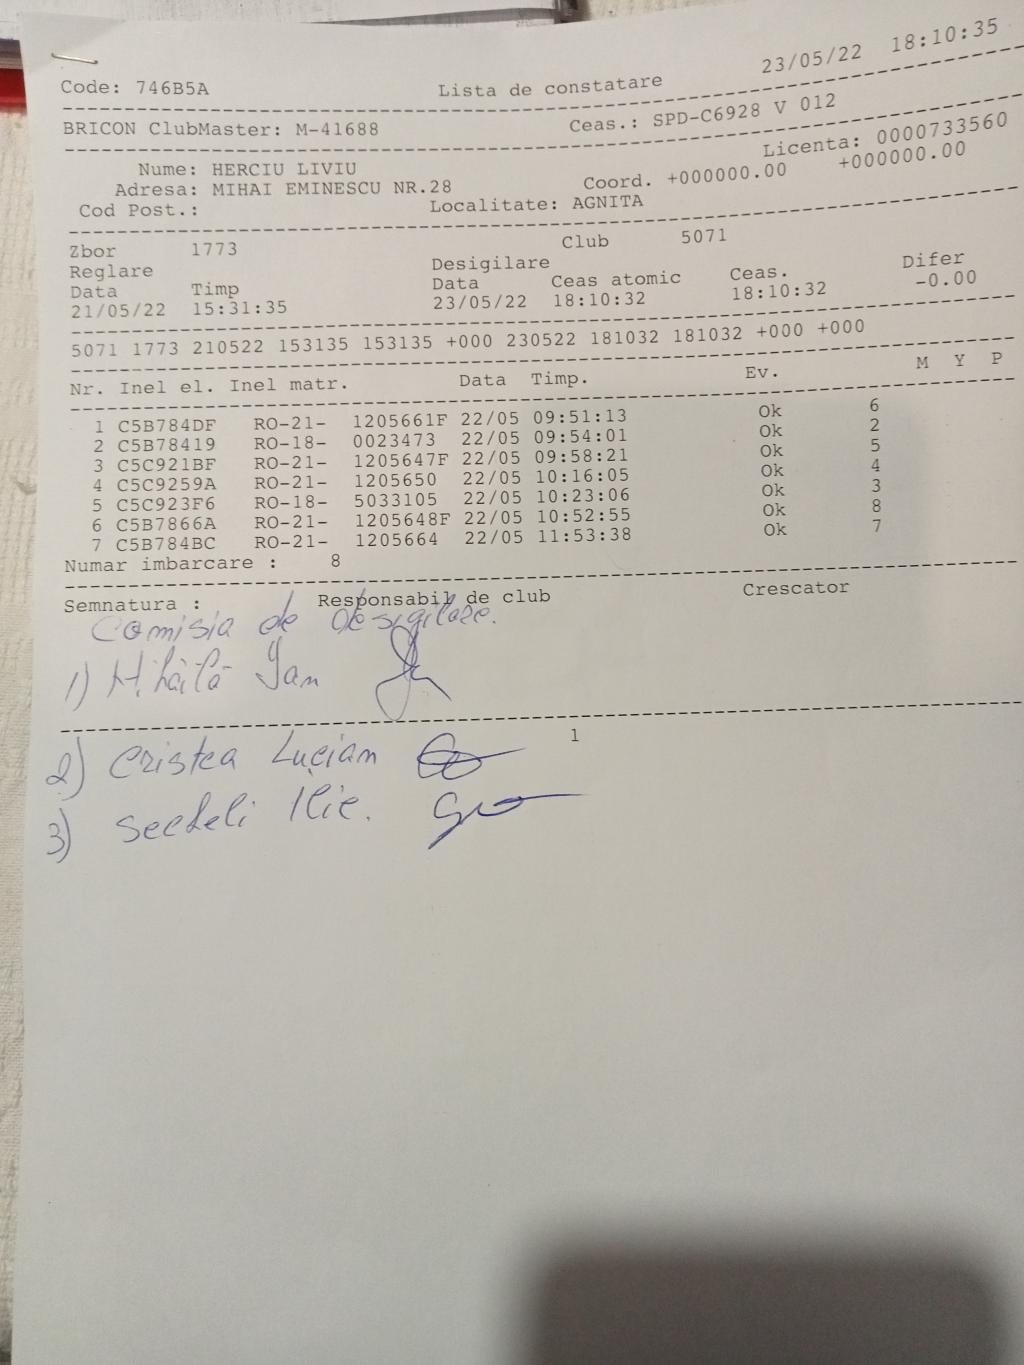 23/05/22 18:10:35
Code: 746B5A Lista de constatare
BRICON ClubMaster: M-41688 Ceas.: SPD-C6928 V 012
Licenta: 0000733560
Nume: HERCIU LIVIU
Adresa: MIHAI EMINESCU NR.28 Coord. +000000.00 +000000.00
Cod Post.: Localitate: AGNITA
Zbor 1773 Club 5071
Reglare Desigilare
Data Timp Data Ceas atomic Ceas. Difer
21/05/22 15:31:35 23/05/22 18:10:32 18:10:32 -0.00
5071 1773 210522 153135 153135 +000 230522 181032 181032 +000 +000
Nr. Inel el. Inel matr. Data Timp. Ev. M Y P
1 C5B784DF RO-21- 1205661F 22/05 09:51:13 Ok 6
2 C5B78419 RO-18- 0023473 22/05 09:54:01 Ok 2
3 C5C921BF RO-21- 1205647F 22/05 09:58:21 Ok 5
4 C5C9259A RO-21- 1205650 22/05 10:16:05 Ok 4
5 C5C923F6 RO-18- 5033105 22/05 10:23:06 Ok 3
6 C5B7866A RO-21- 1205648F 22/05 10:52:55 Ok 8
7 C5B784BC RO-21- 1205664 22/05 11:53:38 Ok 7
Numar imbarcare : 8
Semnatura : Responsabil de club Crescator
Comisia de desigilare.
1) Mihăilă Ian
1
2) Cristea Lucian
3) Ilie.